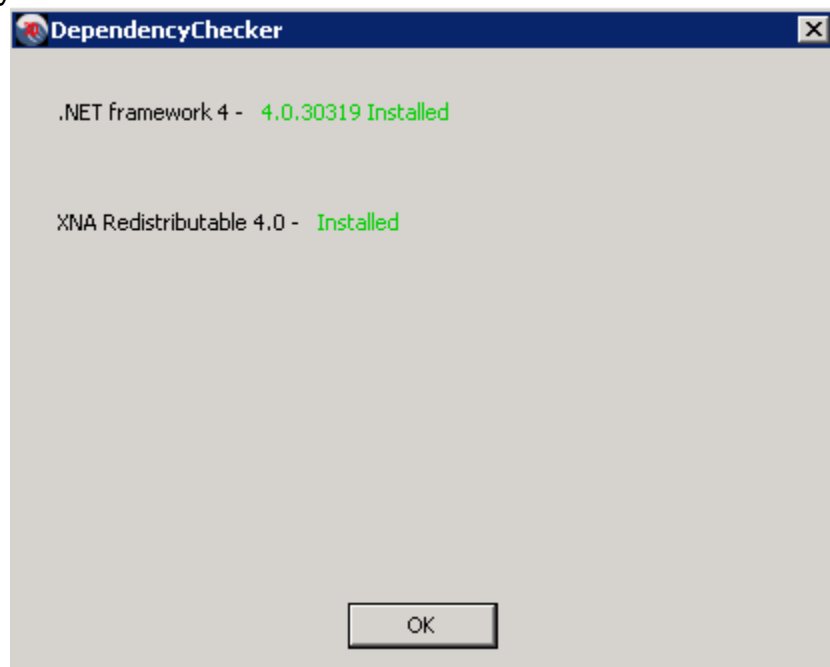 DependencyChecker
.NET framework 4 - 4.0.30319 Installed
XNA Redistributable 4.0 - Installed
OK